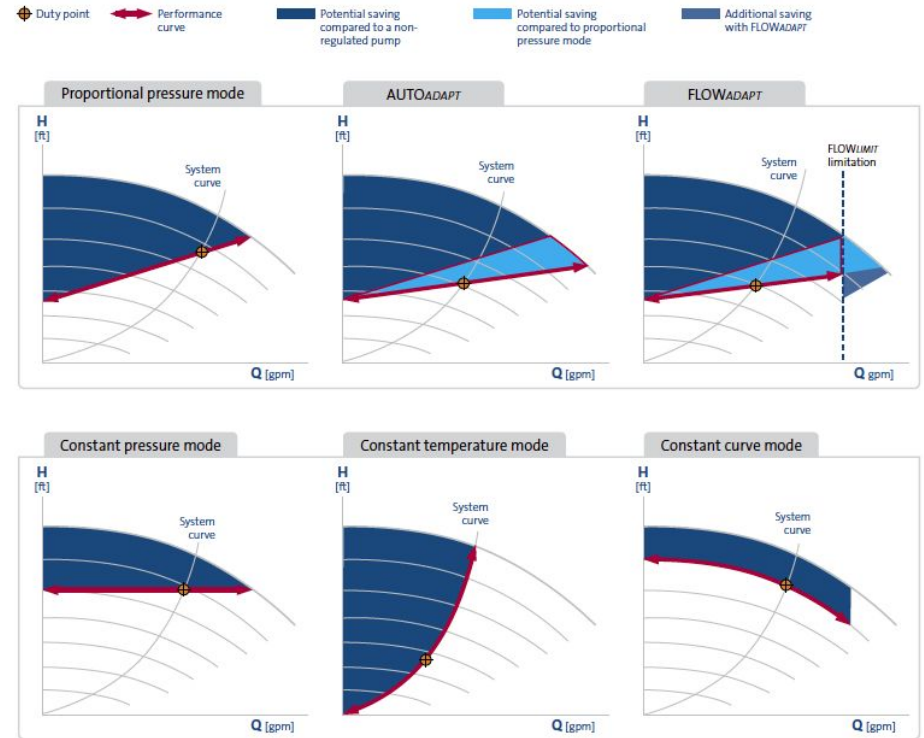 Duty point
Performance
curve
Potential saving
compared to a non-
regulated pump
Potential saving
compared to proportional
pressure mode
Additional saving
with FLOWADAPT
Proportional pressure mode
H
[ft]
System
curve
Q [gpm]
AUTOADAPT
H
[ft]
System
curve
Q [gpm]
FLOWADAPT
H
[ft]
System
curve
FLOWLIMIT
limitation
Q gpm]
Constant pressure mode
H
[ft]
System
curve
Q [gpm]
Constant temperature mode
H
[ft]
System
curve
Q [gpm]
Constant curve mode
H
[ft]
System
curve
Q [gpm]